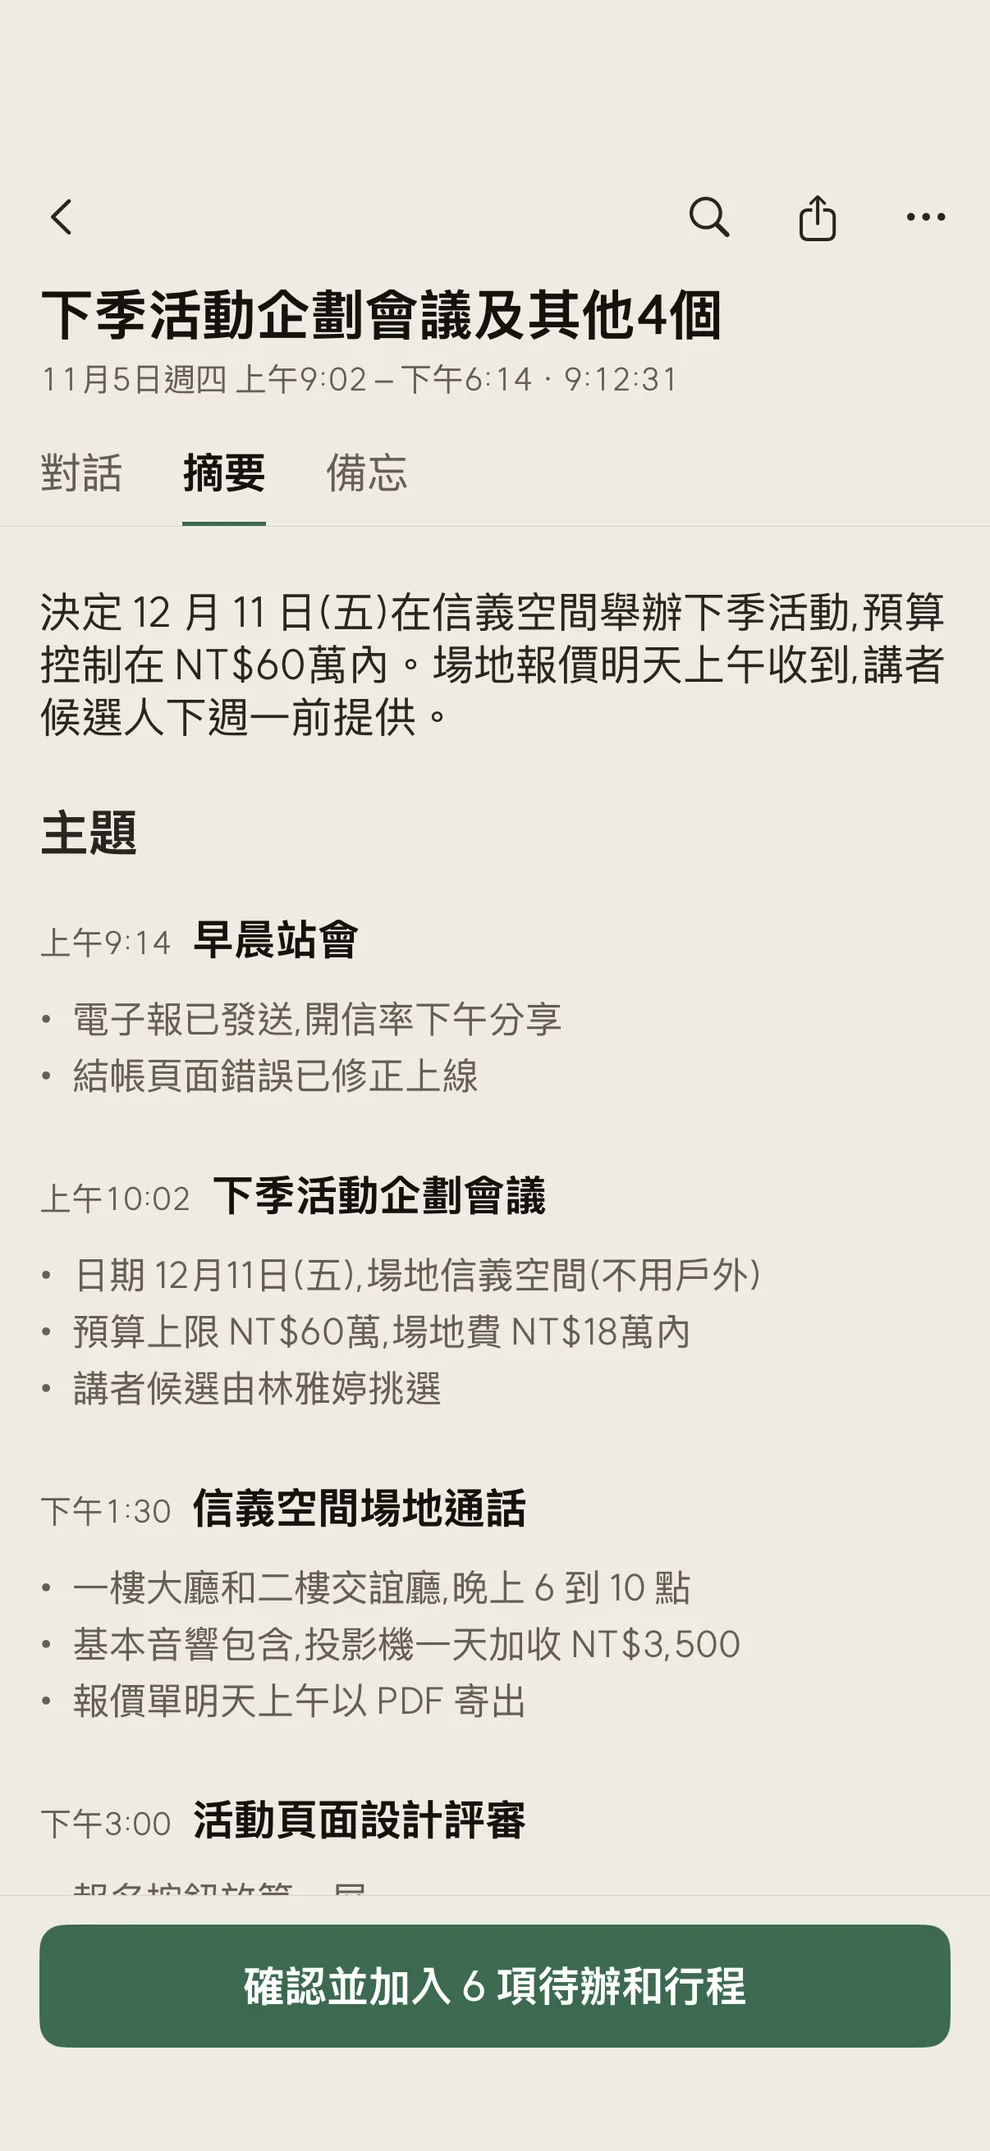 下季活動企劃會議及其他4個
11月5日週四 上午9:02 – 下午6:14 · 9:12:31
對話 摘要 備忘
決定 12 月 11 日(五)在信義空間舉辦下季活動,預算
控制在 NT$60萬內。場地報價明天上午收到,講者
候選人下週一前提供。
主題
上午9:14 早晨站會
• 電子報已發送,開信率下午分享
• 結帳頁面錯誤已修正上線
上午10:02 下季活動企劃會議
• 日期 12月11日(五),場地信義空間(不用戶外)
• 預算上限 NT$60萬,場地費 NT$18萬內
• 講者候選由林雅婷挑選
下午1:30 信義空間場地通話
• 一樓大廳和二樓交誼廳,晚上 6 到 10 點
• 基本音響包含,投影機一天加收 NT$3,500
• 報價單明天上午以 PDF 寄出
下午3:00 活動頁面設計評審
確認並加入 6 項待辦和行程